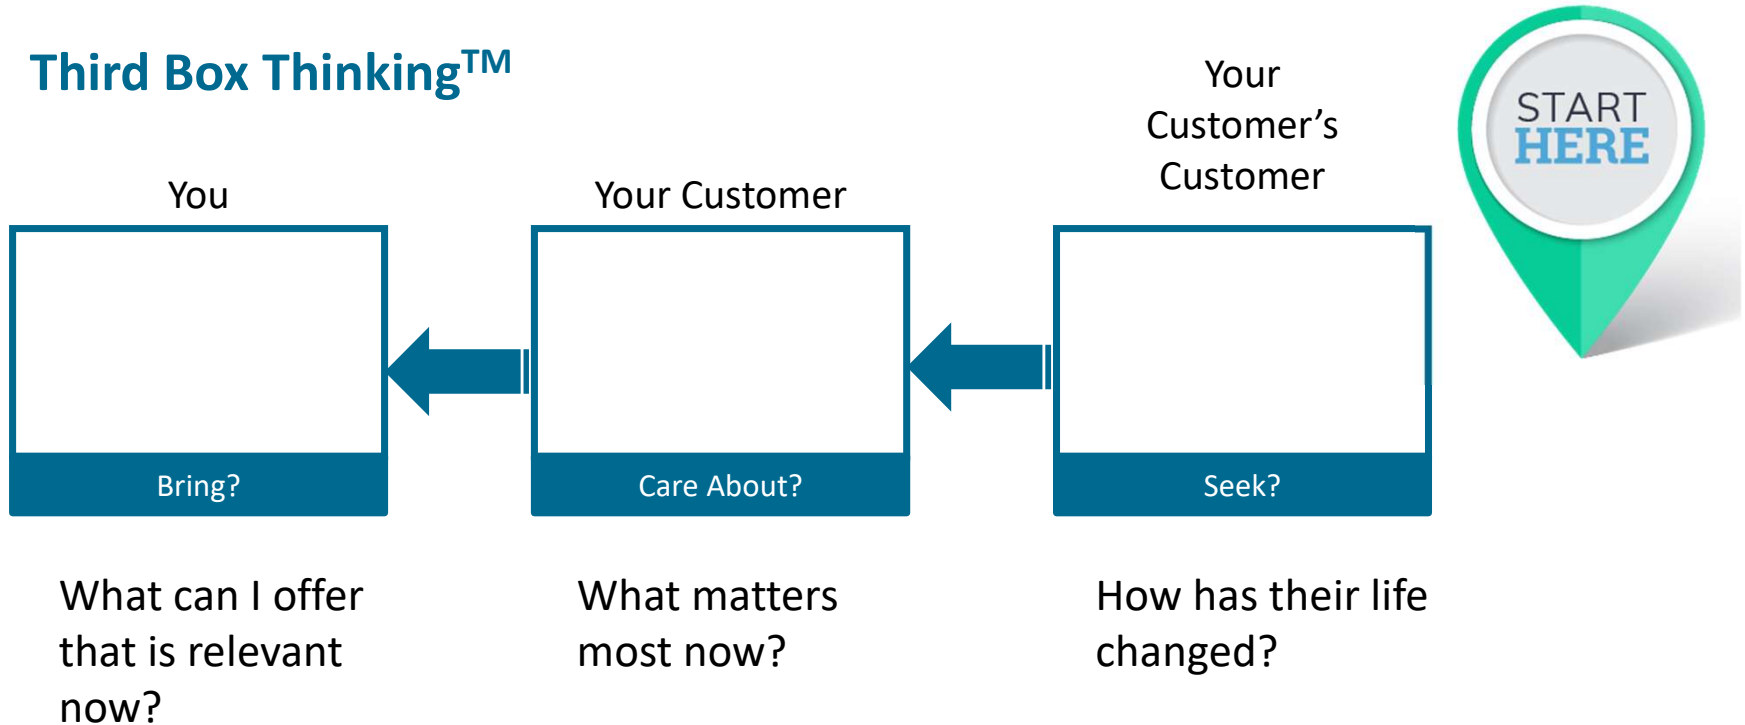 Third Box Thinking™
START
HERE
You
Your Customer
Your
Customer’s
Customer
Bring?
Care About?
Seek?
What can I offer
that is relevant
now?
What matters
most now?
How has their life
changed?